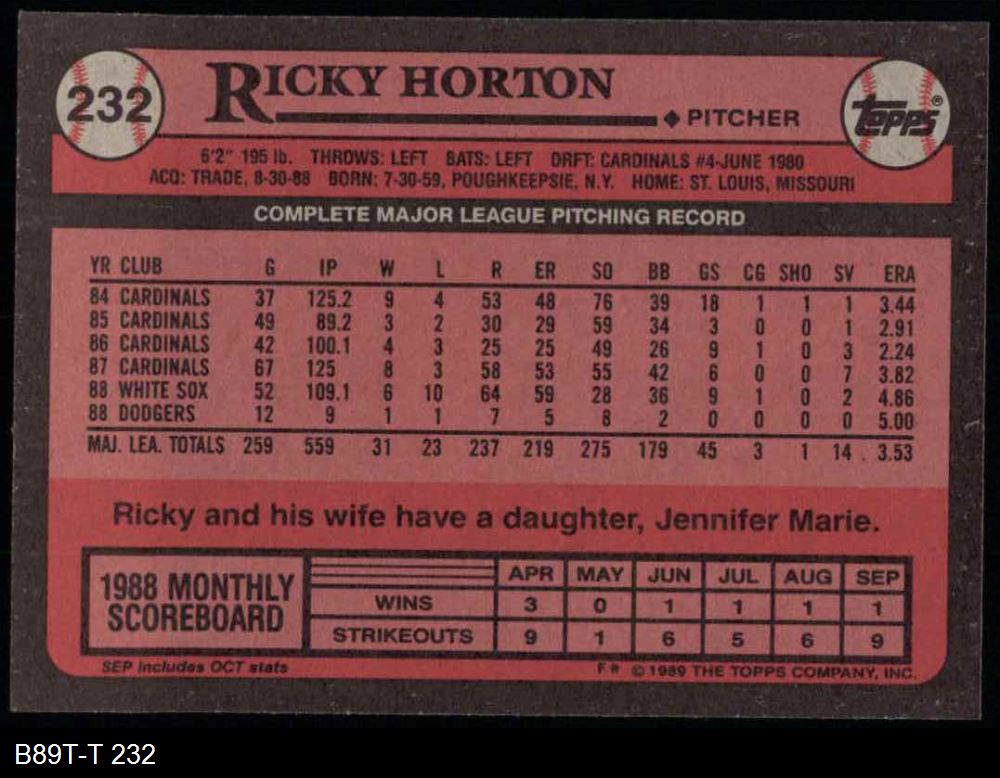 232
RICKY HORTON
PITCHER
Topps®
6'2" 195 lb. THROWS: LEFT BATS: LEFT DRFT: CARDINALS #4-JUNE 1980
ACQ: TRADE, 8-30-88 BORN: 7-30-59, POUGHKEEPSIE, N.Y. HOME: ST. LOUIS, MISSOURI
COMPLETE MAJOR LEAGUE PITCHING RECORD
YR CLUB G IP W L R ER SO BB GS CG SHO SV ERA
84 CARDINALS 37 125.2 9 4 53 48 76 39 18 1 1 1 3.44
85 CARDINALS 49 89.2 3 2 30 29 59 34 3 0 0 1 2.91
86 CARDINALS 42 100.1 4 3 25 25 49 26 9 1 0 3 2.24
87 CARDINALS 67 125 8 3 58 53 55 42 6 0 0 7 3.82
88 WHITE SOX 52 109.1 6 10 64 59 28 36 9 1 0 2 4.86
88 DODGERS 12 9 1 1 7 5 8 2 0 0 0 0 5.00
MAJ. LEA. TOTALS 259 559 31 23 237 219 275 179 45 3 1 14 3.53
Ricky and his wife have a daughter, Jennifer Marie.
1988 MONTHLY
SCOREBOARD
APR MAY JUN JUL AUG SEP
WINS 3 0 1 1 1 1
STRIKEOUTS 9 1 6 5 6 9
SEP includes OCT stats
F* © 1989 THE TOPPS COMPANY, INC.
B89T-T 232